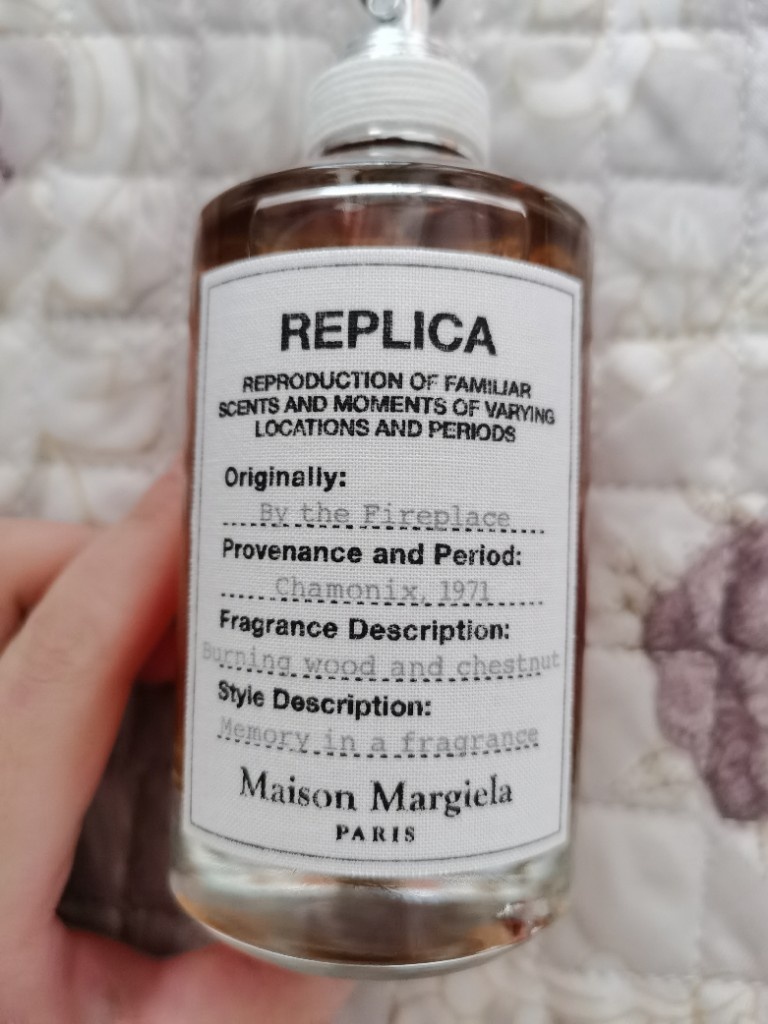 REPLICA
REPRODUCTION OF FAMILIAR
SCENTS AND MOMENTS OF VARYING
LOCATIONS AND PERIODS
Originally:
By the Fireplace
Provenance and Period:
Chamonix, 1971
Fragrance Description:
Burning wood and chestnut
Style Description:
Memory in a fragrance
Maison Margiela
PARIS